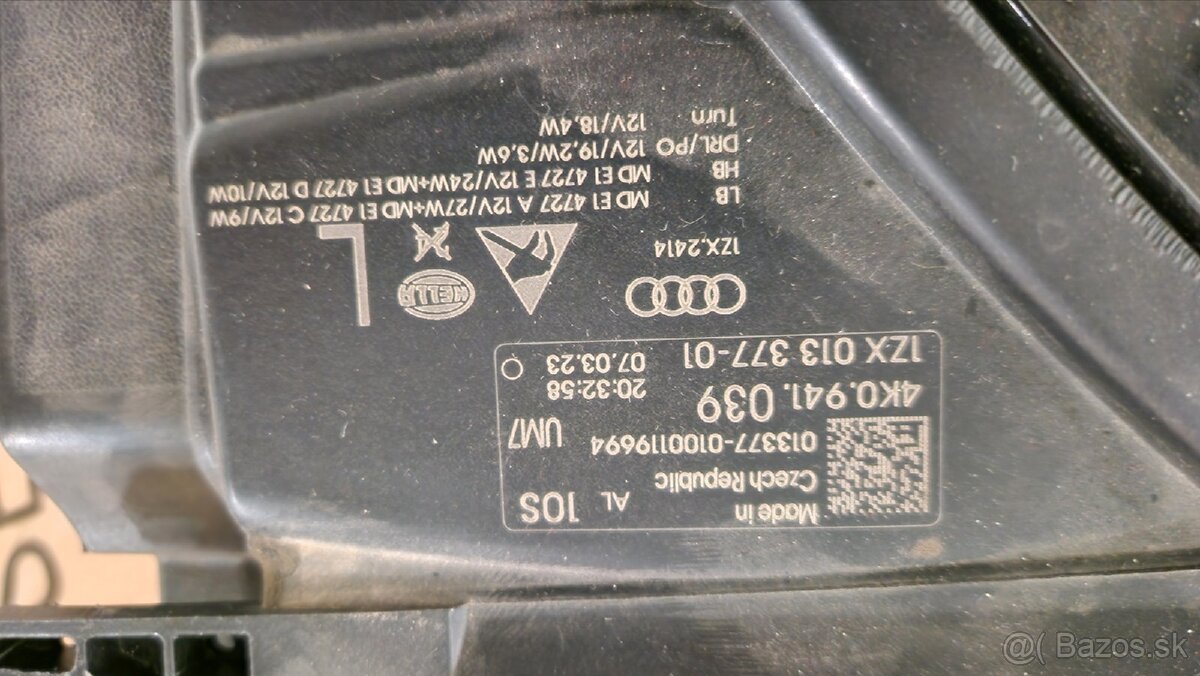 Made in
Czech Republic
AL 10S
013377-0100119694
UM7
4K0.941.039
20:32:58
1ZX 013 377-01
07.03.23
1ZX.2414
HELLA
L
LB MD E1 4727 A 12V/27W+MD E1 4727 C 12V/9W
HB MD E1 4727 E 12V/24W+MD E1 4727 D 12V/10W
DRL/PO 12V/19,2W/3,6W
Turn 12V/18,4W
@( Bazos.sk